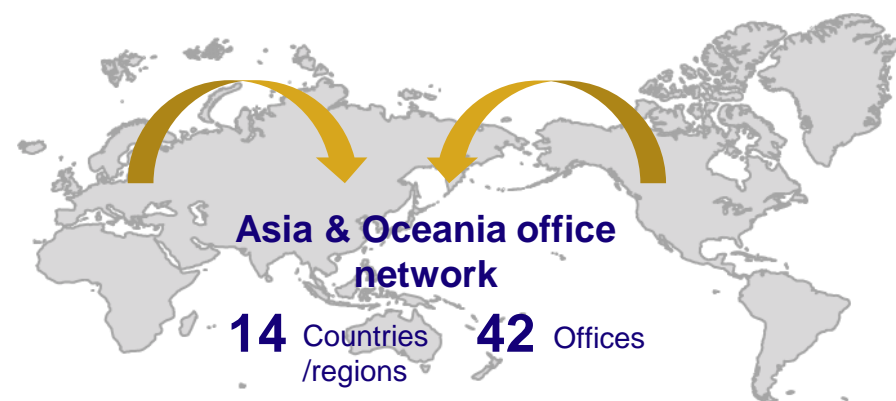 Asia & Oceania office
network
14 Countries
/regions
42 Offices